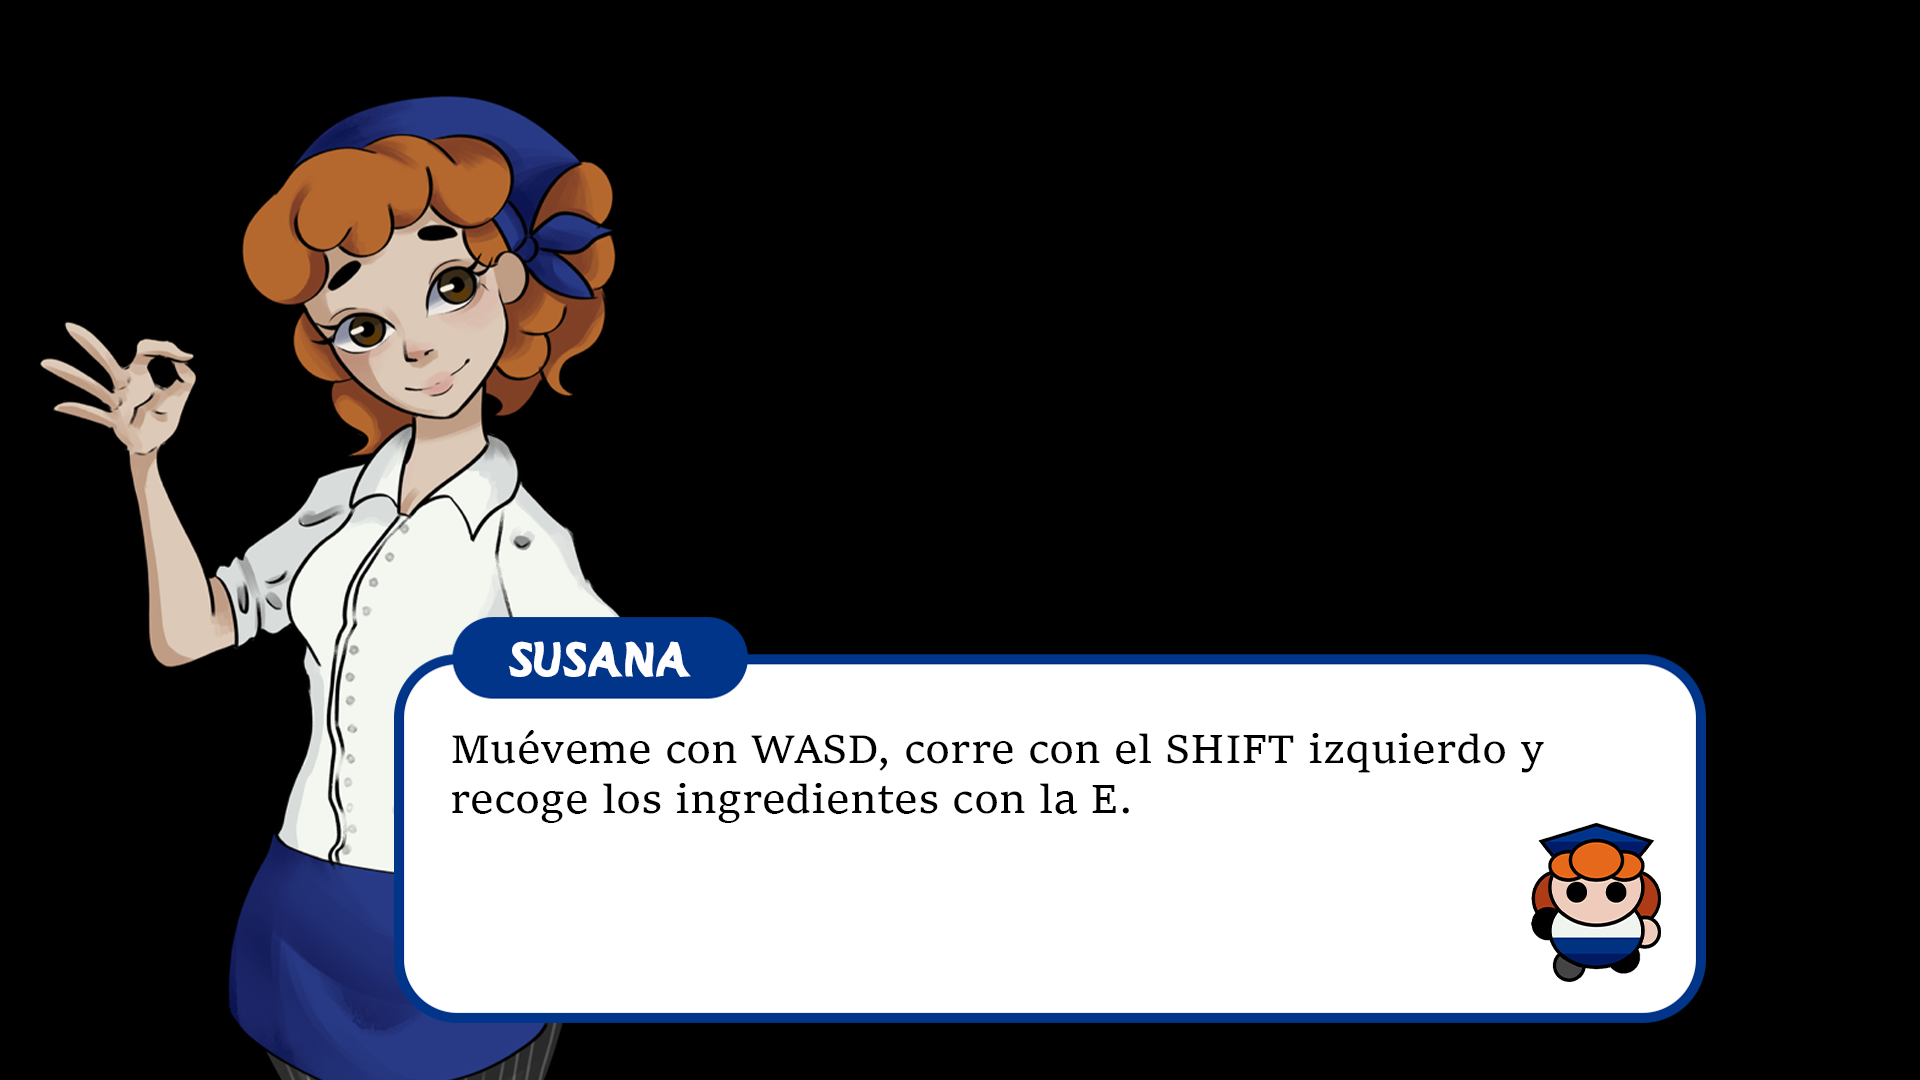 SUSANA
Muéveme con WASD, corre con el SHIFT izquierdo y
recoge los ingredientes con la E.